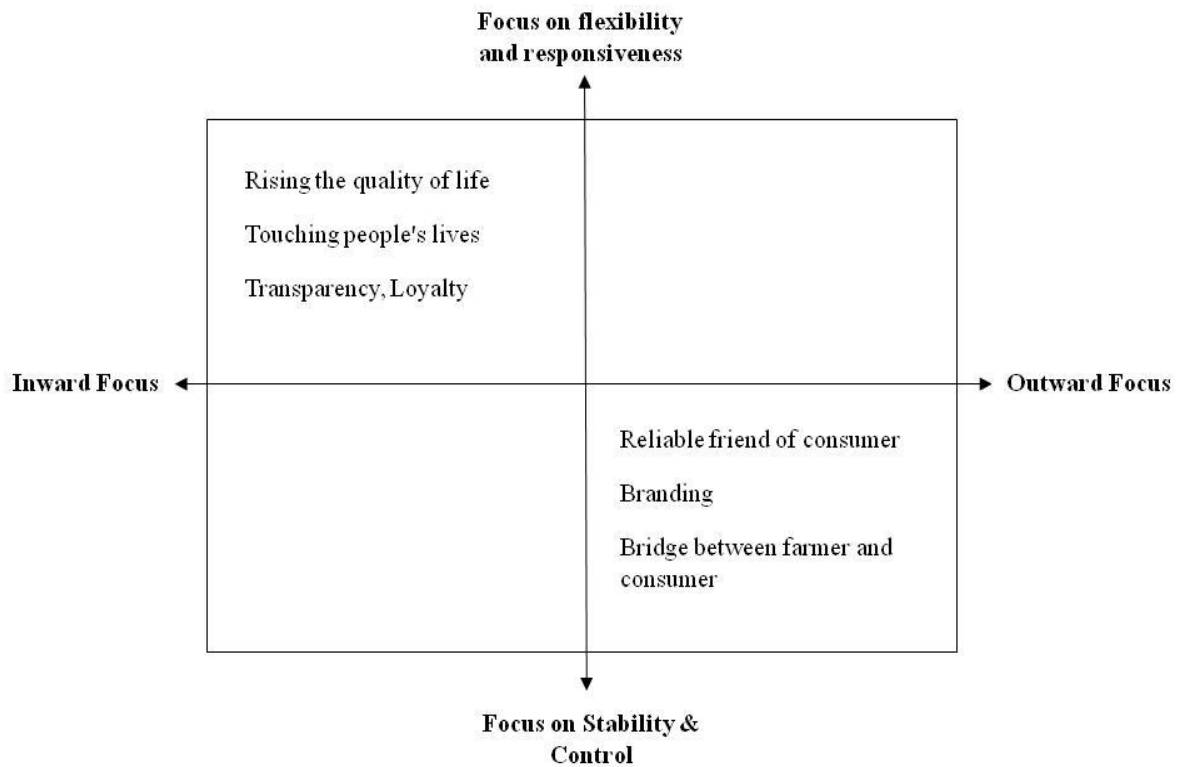 Focus on flexibility
and responsiveness
Rising the quality of life
Touching people's lives
Transparency, Loyalty
Inward Focus
Outward Focus
Reliable friend of consumer
Branding
Bridge between farmer and
consumer
Focus on Stability &
Control